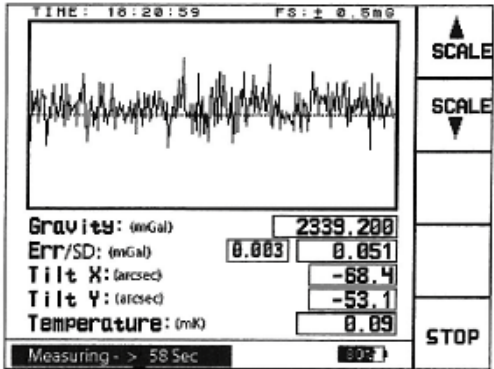 TIME: 18:20:59 FS:± 0.5mG
SCALE
SCALE
Gravity: (mGal) 2339.200
Err/SD: (mGal) 0.003 0.051
Tilt X: (arcsec) -68.4
Tilt Y: (arcsec) -53.1
Temperature: (mK) 0.09
STOP
Measuring - > 58 Sec